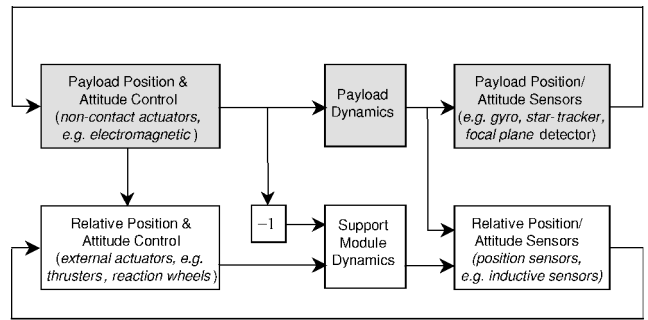 Payload Position &
Attitude Control
(non-contact actuators,
e.g. electromagnetic)
Payload
Dynamics
Payload Position/
Attitude Sensors
(e.g. gyro, star-tracker,
focal plane detector)
Relative Position &
Attitude Control
(external actuators, e.g.
thrusters, reaction wheels)
−1
Support
Module
Dynamics
Relative Position/
Attitude Sensors
(position sensors,
e.g. inductive sensors)